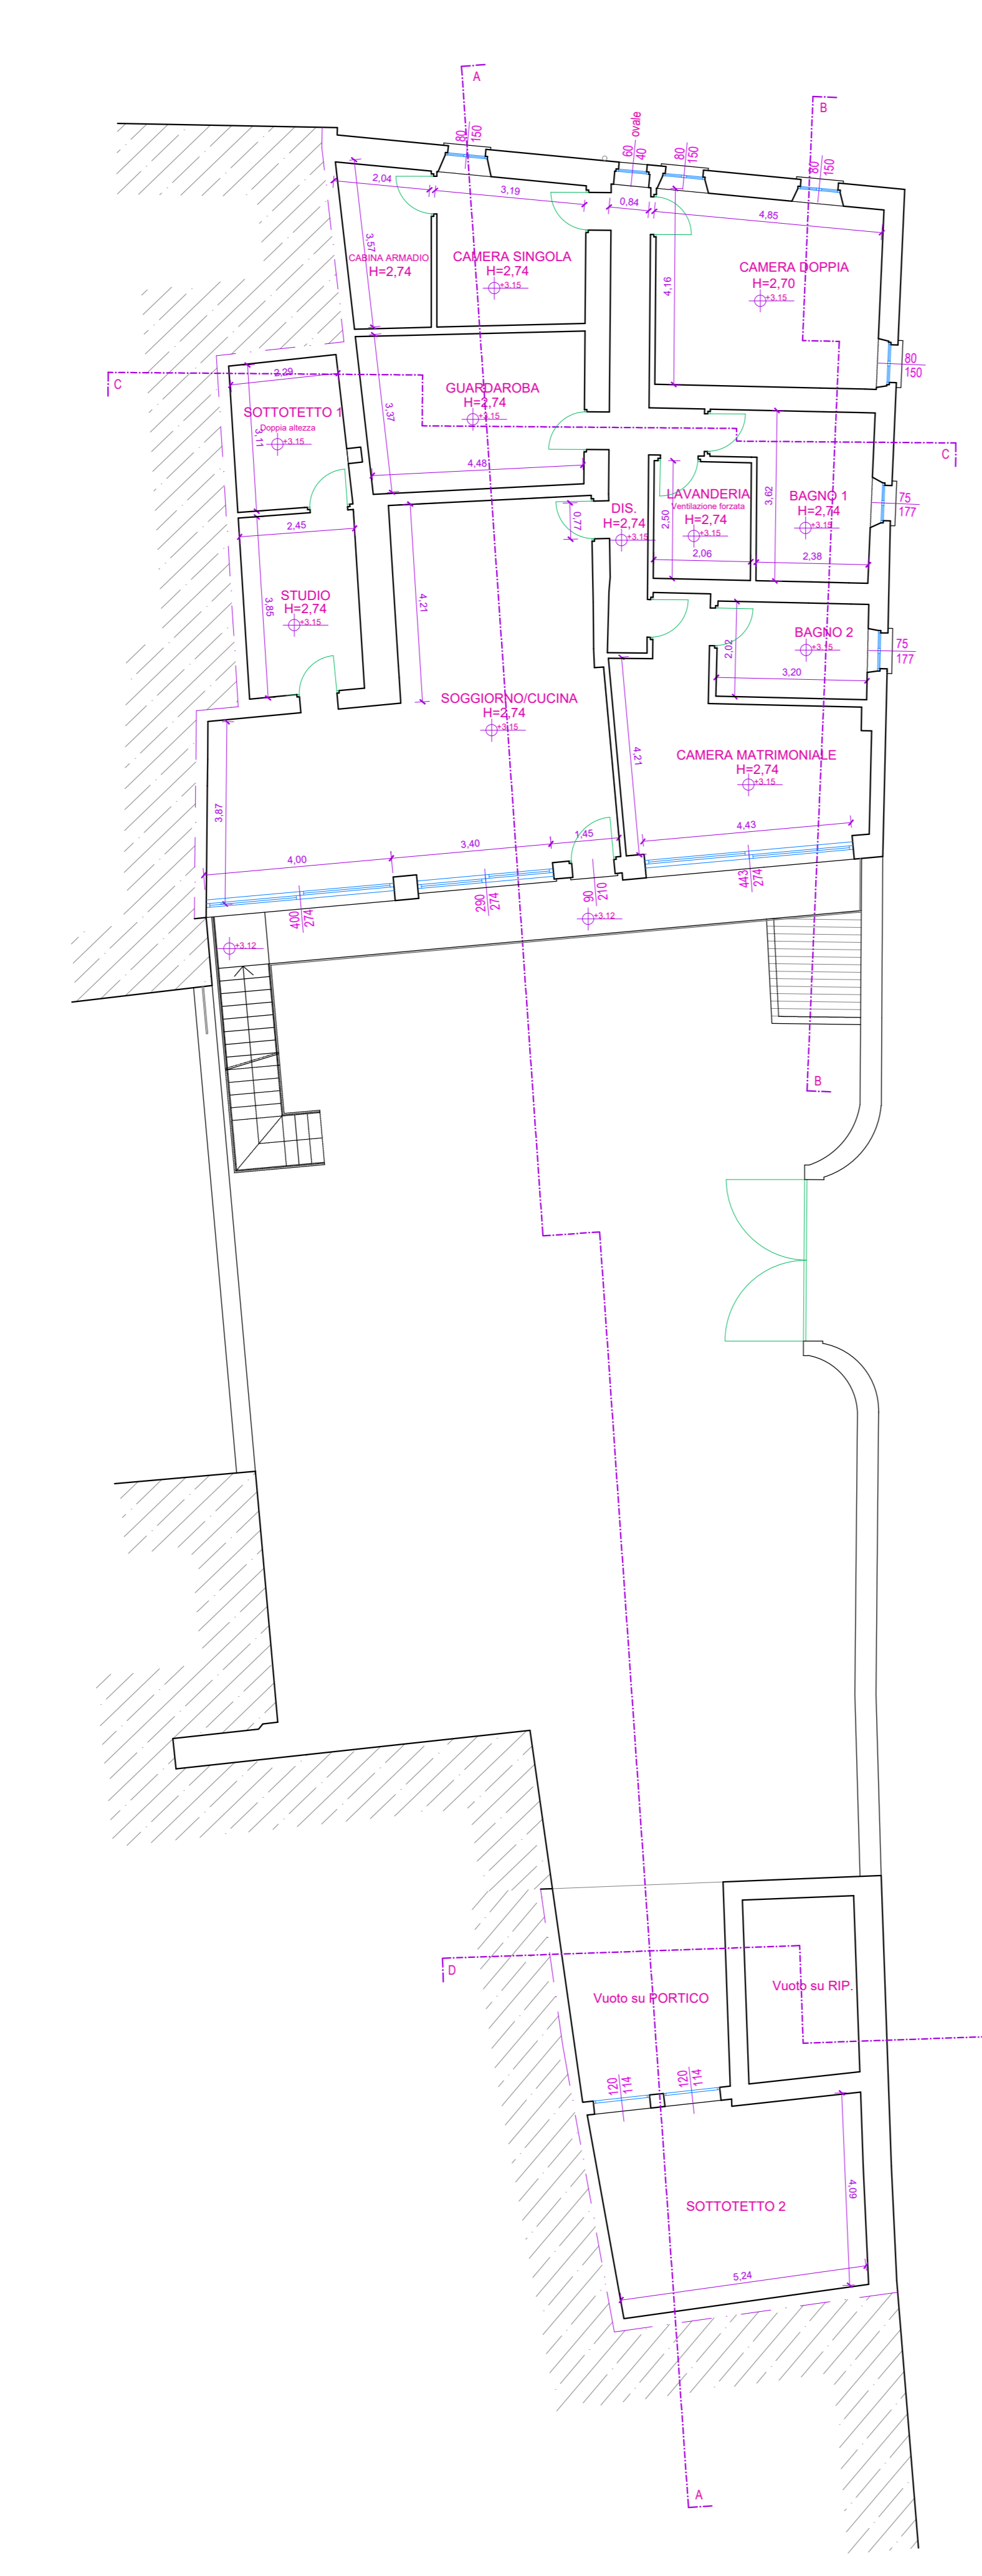 A
B
80
150
60
40
ovale
80
150
80
150
2,04
3,19
0,84
4,85
3,57
CABINA ARMADIO
H=2,74
CAMERA SINGOLA
H=2,74
+3.15
4,16
CAMERA DOPPIA
H=2,70
+3.15
80
150
C
2,29
SOTTOTETTO 1
Doppia altezza
+3.15
3,11
GUARDAROBA
H=2,74
+3.15
3,37
4,48
C
LAVANDERIA
Ventilazione forzata
H=2,74
+3.15
2,50
2,06
3,62
BAGNO 1
H=2,74
+3.15
2,38
75
177
DIS.
H=2,74
+3.15
0,77
2,45
STUDIO
H=2,74
+3.15
3,85
4,21
BAGNO 2
+3.15
2,02
3,20
75
177
SOGGIORNO/CUCINA
H=2,74
+3.15
CAMERA MATRIMONIALE
H=2,74
+3.15
4,21
4,43
3,87
4,00
3,40
1,45
400
274
290
274
90
210
443
274
+3.12
+3.12
B
D
Vuoto su PORTICO
Vuoto su RIP.
120
114
120
114
SOTTOTETTO 2
4,09
5,24
A